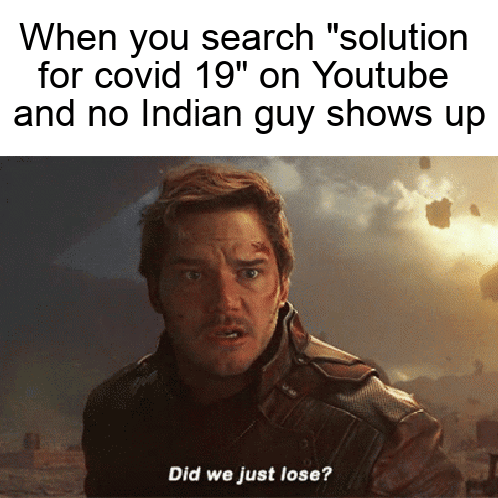 When you search "solution
for covid 19" on Youtube
and no Indian guy shows up
Did we just lose?